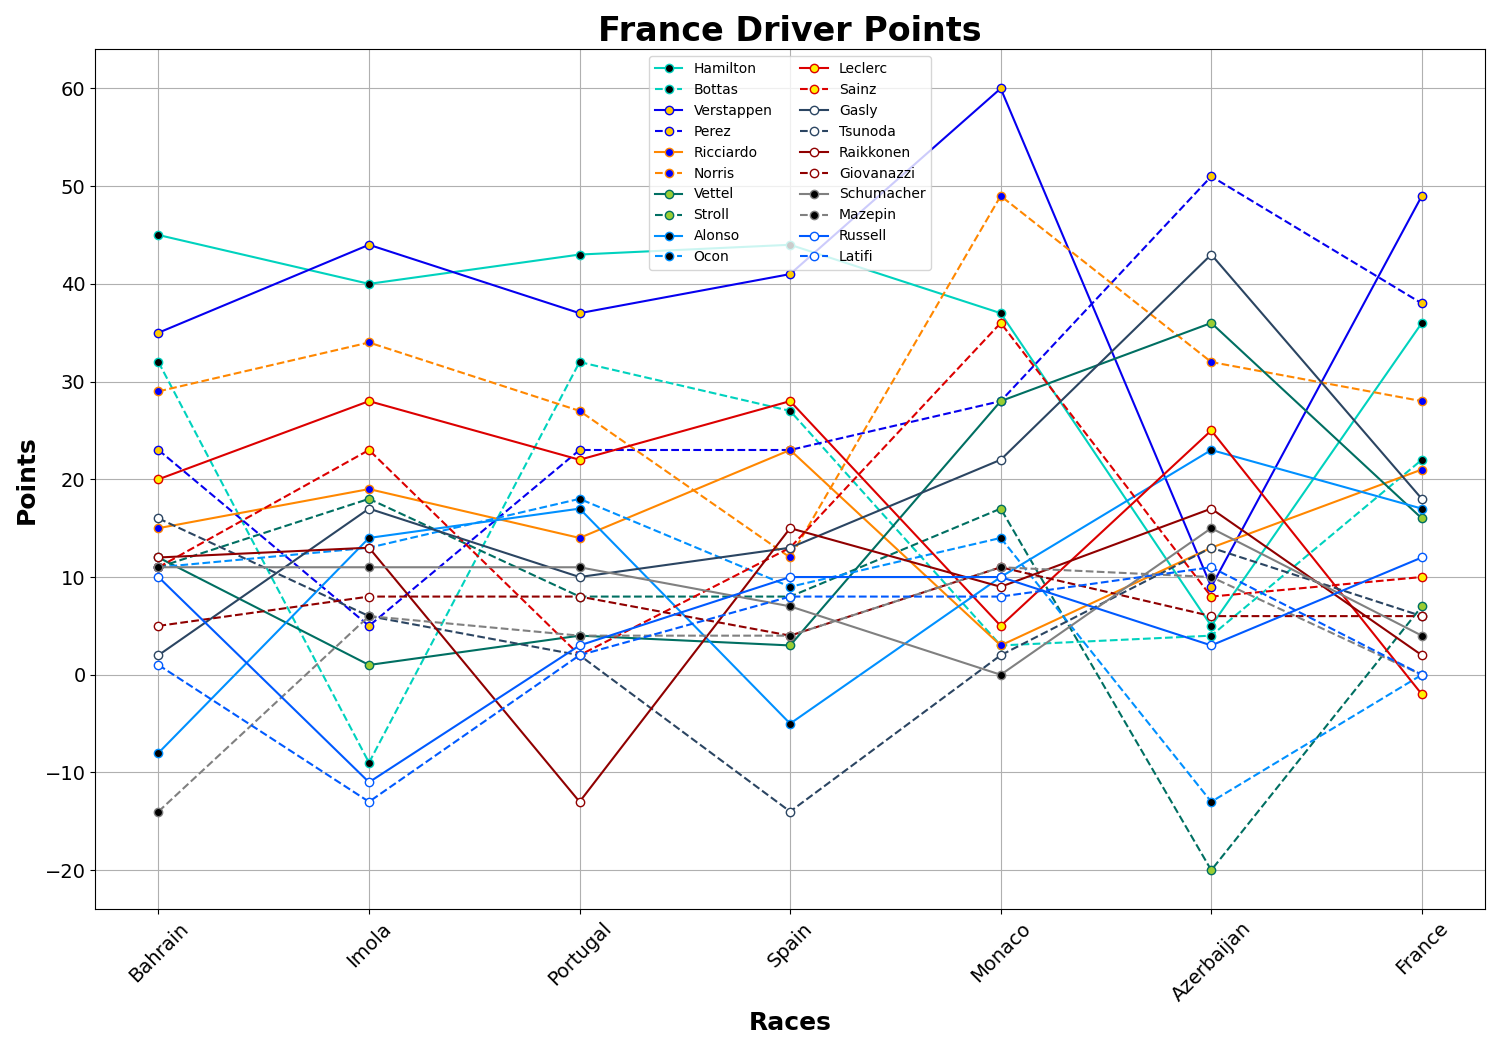 France Driver Points
Hamilton
Bottas
Verstappen
Perez
Ricciardo
Norris
Vettel
Stroll
Alonso
Ocon
Leclerc
Sainz
Gasly
Tsunoda
Raikkonen
Giovanazzi
Schumacher
Mazepin
Russell
Latifi
Points
60
50
40
30
20
10
0
−10
−20
Bahrain
Imola
Portugal
Spain
Monaco
Azerbaijan
France
Races